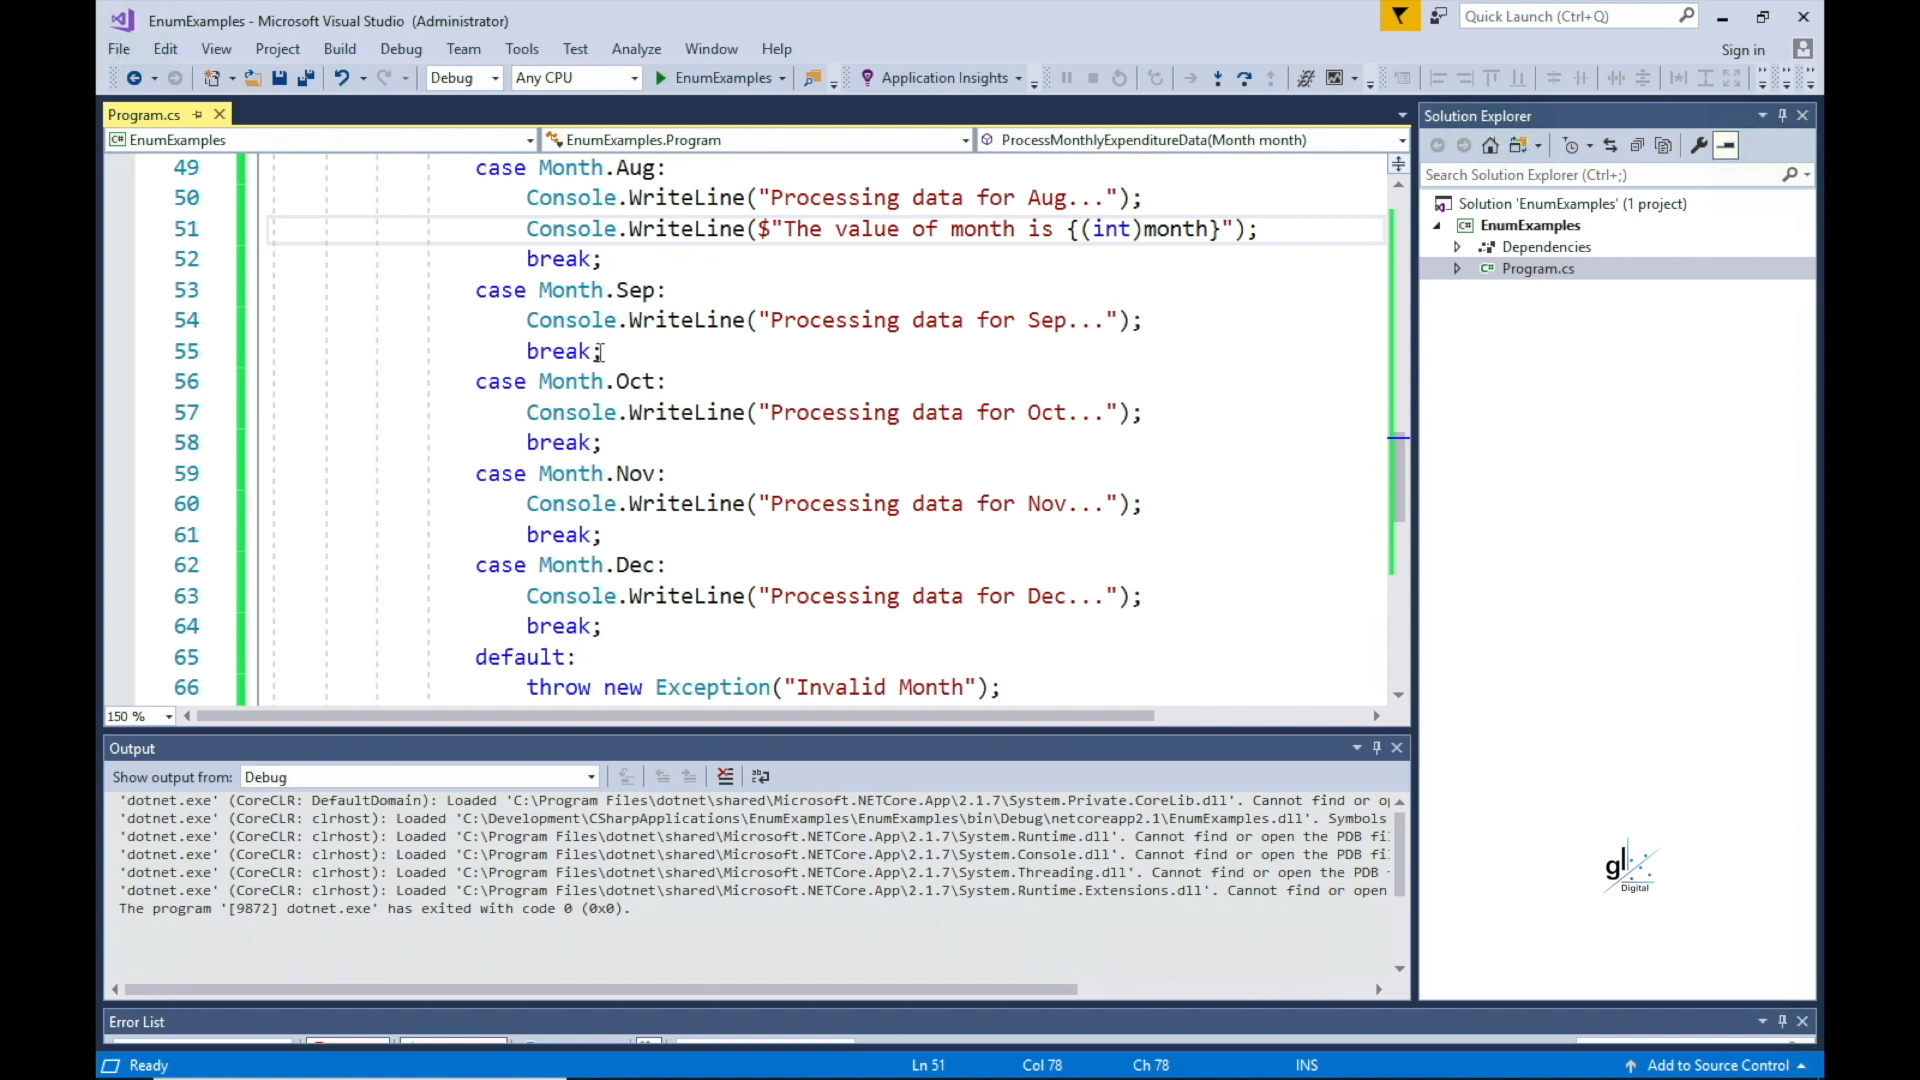 EnumExamples - Microsoft Visual Studio (Administrator)
Quick Launch (Ctrl+Q)
File Edit View Project Build Debug Team Tools Test Analyze Window Help
Sign in
Debug Any CPU EnumExamples Application Insights
Program.cs
EnumExamples EnumExamples.Program ProcessMonthlyExpenditureData(Month month)
49 case Month.Aug:
50 Console.WriteLine("Processing data for Aug...");
51 Console.WriteLine($"The value of month is {(int)month}");
52 break;
53 case Month.Sep:
54 Console.WriteLine("Processing data for Sep...");
55 break;
56 case Month.Oct:
57 Console.WriteLine("Processing data for Oct...");
58 break;
59 case Month.Nov:
60 Console.WriteLine("Processing data for Nov...");
61 break;
62 case Month.Dec:
63 Console.WriteLine("Processing data for Dec...");
64 break;
65 default:
66 throw new Exception("Invalid Month");
150 %
Solution Explorer
Search Solution Explorer (Ctrl+;)
Solution 'EnumExamples' (1 project)
EnumExamples
Dependencies
Program.cs
Output
Show output from: Debug
'dotnet.exe' (CoreCLR: DefaultDomain): Loaded 'C:\Program Files\dotnet\shared\Microsoft.NETCore.App\2.1.7\System.Private.CoreLib.dll'. Cannot find or o
'dotnet.exe' (CoreCLR: clrhost): Loaded 'C:\Development\CSharpApplications\EnumExamples\EnumExamples\bin\Debug\netcoreapp2.1\EnumExamples.dll'. Symbols
'dotnet.exe' (CoreCLR: clrhost): Loaded 'C:\Program Files\dotnet\shared\Microsoft.NETCore.App\2.1.7\System.Runtime.dll'. Cannot find or open the PDB fi
'dotnet.exe' (CoreCLR: clrhost): Loaded 'C:\Program Files\dotnet\shared\Microsoft.NETCore.App\2.1.7\System.Console.dll'. Cannot find or open the PDB fi
'dotnet.exe' (CoreCLR: clrhost): Loaded 'C:\Program Files\dotnet\shared\Microsoft.NETCore.App\2.1.7\System.Threading.dll'. Cannot find or open the PDB
'dotnet.exe' (CoreCLR: clrhost): Loaded 'C:\Program Files\dotnet\shared\Microsoft.NETCore.App\2.1.7\System.Runtime.Extensions.dll'. Cannot find or open
The program '[9872] dotnet.exe' has exited with code 0 (0x0).
gl
Digital
Error List
Ready Ln 51 Col 78 Ch 78 INS Add to Source Control